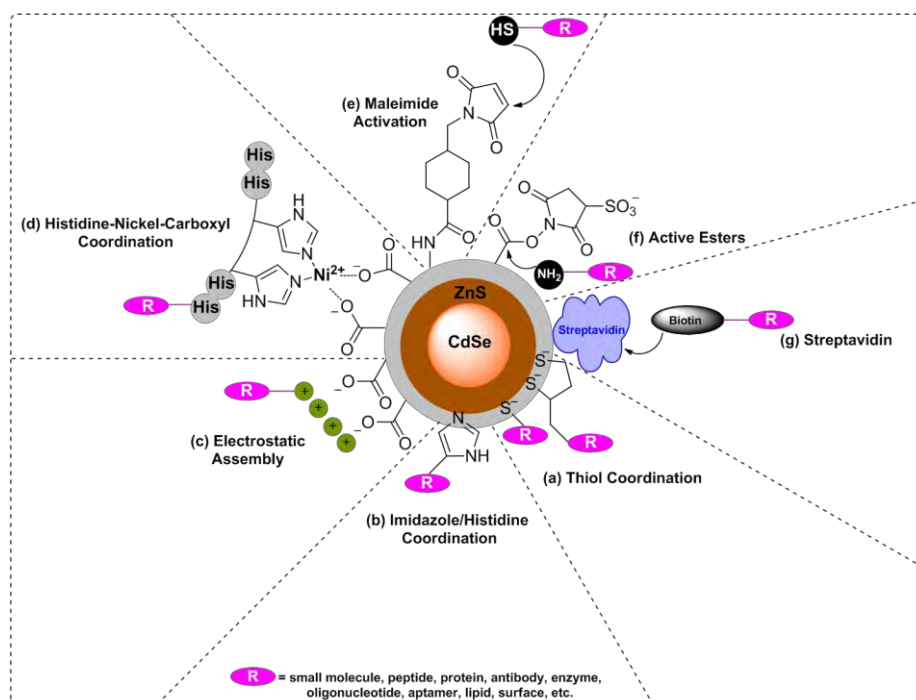 HS
R
O
N
O
(e) Maleimide
Activation
His
His
HN
N
(d) Histidine-Nickel-Carboxyl
Coordination
N
Ni2+
HN
His
His
R
O
NH
O
O
N
O
O
O
SO3−
(f) Active Esters
NH2
R
−O
O
O
−
O
ZnS
CdSe
Streptavidin
Biotin
R
(g) Streptavidin
S−
S−
S−
R
+
+
+
+
−O
O
−O
O
(c) Electrostatic
Assembly
N
NH
R
R
R
(a) Thiol Coordination
(b) Imidazole/Histidine
Coordination
R = small molecule, peptide, protein, antibody, enzyme,
oligonucleotide, aptamer, lipid, surface, etc.